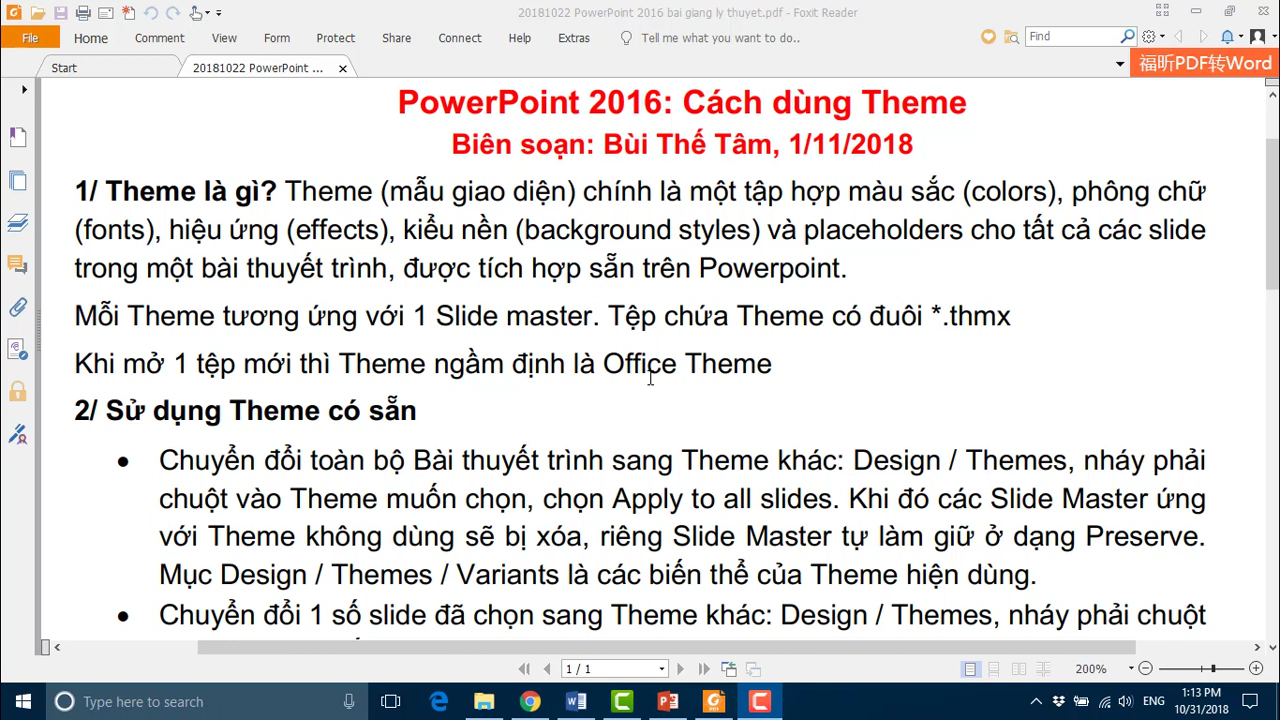 20181022 PowerPoint 2016 bai giang ly thuyet.pdf - Foxit Reader
File Home Comment View Form Protect Share Connect Help Extras Tell me what you want to do.. Find
Start 20181022 PowerPoint ... 福昕PDF转Word
PowerPoint 2016: Cách dùng Theme
Biên soạn: Bùi Thế Tâm, 1/11/2018
1/ Theme là gì? Theme (mẫu giao diện) chính là một tập hợp màu sắc (colors), phông chữ
(fonts), hiệu ứng (effects), kiểu nền (background styles) và placeholders cho tất cả các slide
trong một bài thuyết trình, được tích hợp sẵn trên Powerpoint.
Mỗi Theme tương ứng với 1 Slide master. Tệp chứa Theme có đuôi *.thmx
Khi mở 1 tệp mới thì Theme ngầm định là Office Theme
2/ Sử dụng Theme có sẵn
• Chuyển đổi toàn bộ Bài thuyết trình sang Theme khác: Design / Themes, nháy phải
chuột vào Theme muốn chọn, chọn Apply to all slides. Khi đó các Slide Master ứng
với Theme không dùng sẽ bị xóa, riêng Slide Master tự làm giữ ở dạng Preserve.
Mục Design / Themes / Variants là các biến thể của Theme hiện dùng.
• Chuyển đổi 1 số slide đã chọn sang Theme khác: Design / Themes, nháy phải chuột
1 / 1 200%
Type here to search ENG 1:13 PM
10/31/2018